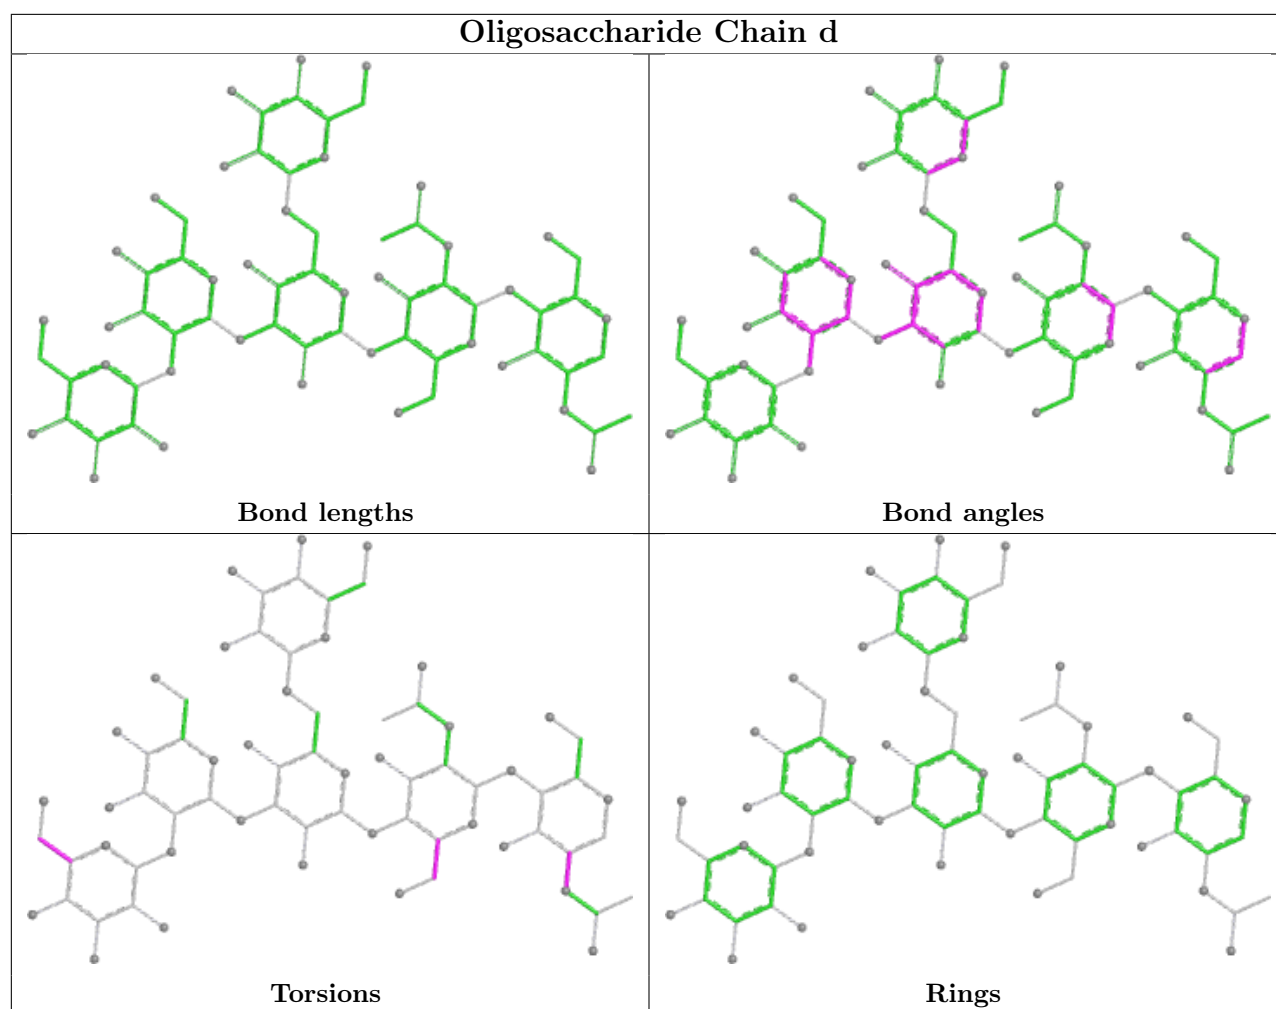 Oligosaccharide Chain d
Bond lengths
Bond angles
Torsions
Rings